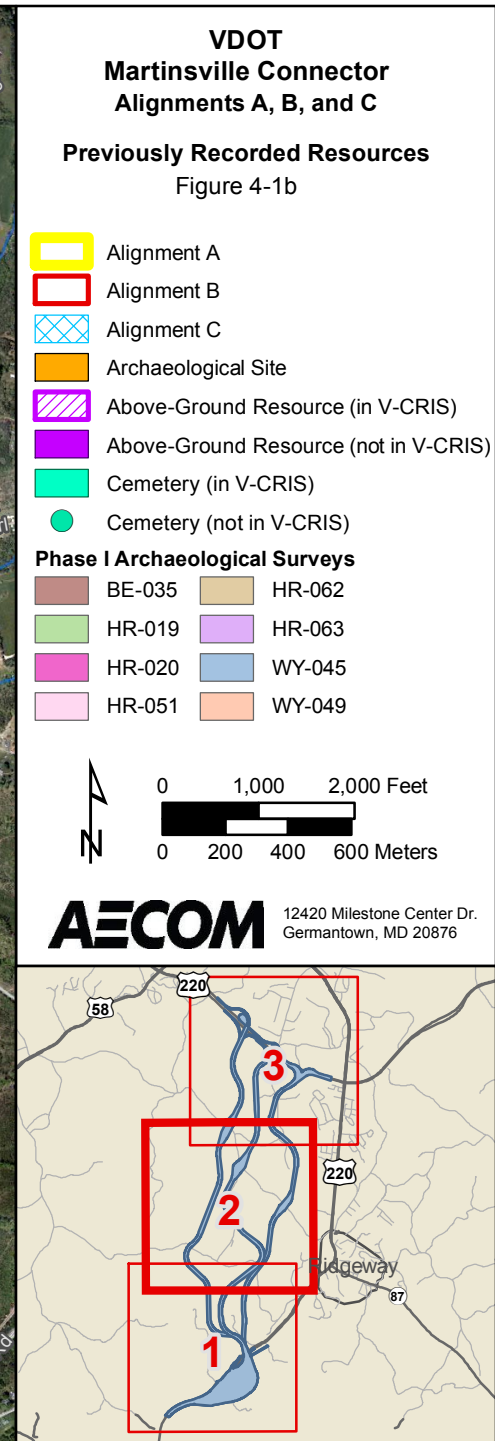 VDOT
Martinsville Connector
Alignments A, B, and C
Previously Recorded Resources
Figure 4-1b
Alignment A
Alignment B
Alignment C
Archaeological Site
Above-Ground Resource (in V-CRIS)
Above-Ground Resource (not in V-CRIS)
Cemetery (in V-CRIS)
Cemetery (not in V-CRIS)
Phase I Archaeological Surveys
BE-035 HR-062
HR-019 HR-063
HR-020 WY-045
HR-051 WY-049
0 1,000 2,000 Feet
N
0 200 400 600 Meters
AECOM
12420 Milestone Center Dr.
Germantown, MD 20876
220
58
3
220
2
Ridgeway
87
1